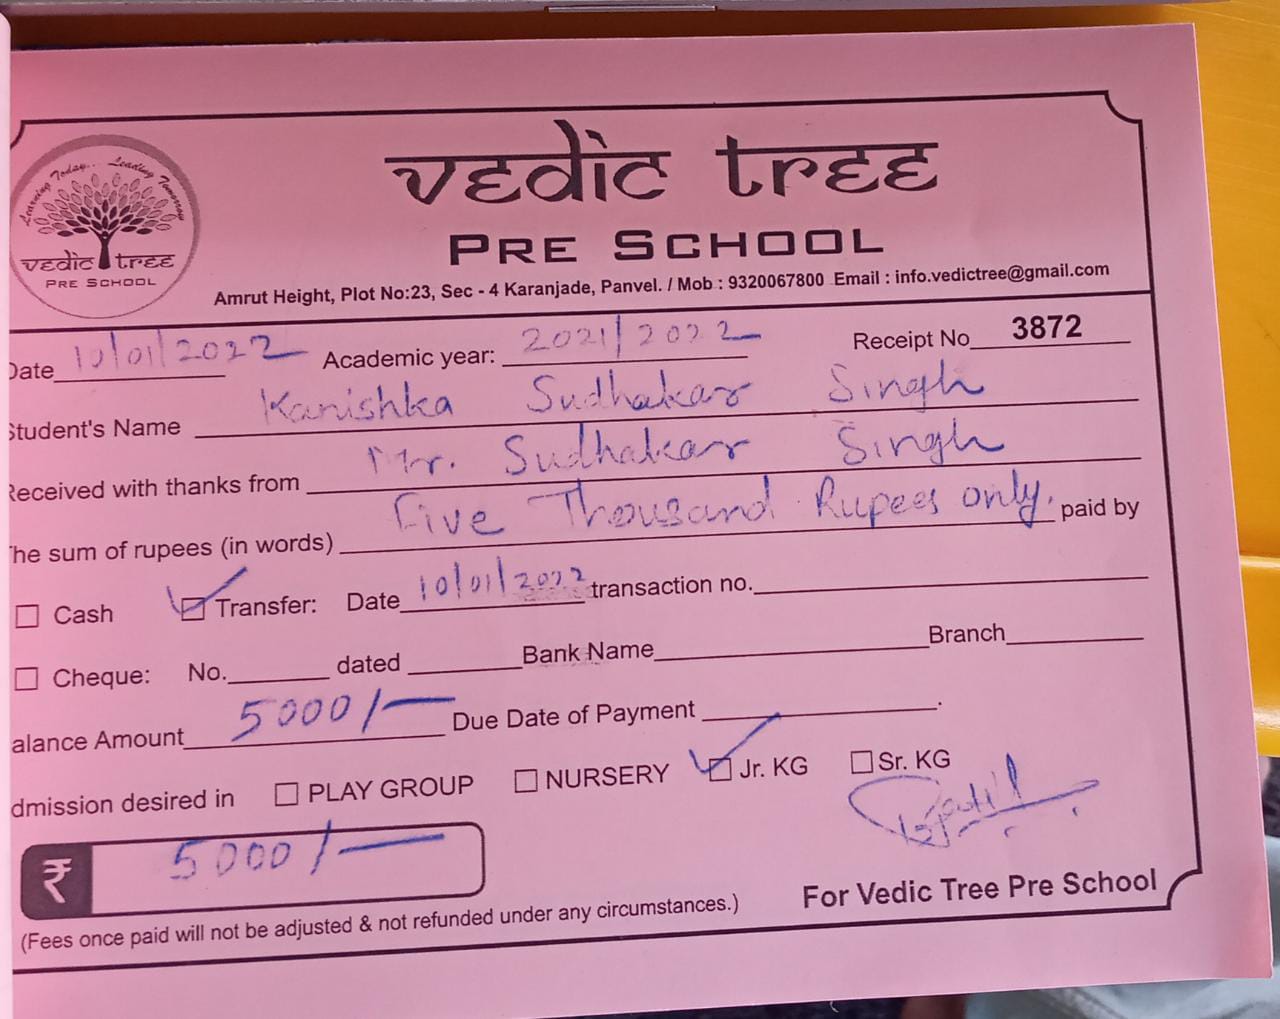 Learning Today... Leading Tomorrow
vedic tree
PRE SCHOOL
vedic tree
PRE SCHOOL
Amrut Height, Plot No:23, Sec - 4 Karanjade, Panvel. / Mob : 9320067800 Email : info.vedictree@gmail.com
Date 10/01/2022 Academic year: 2021/2022 Receipt No 3872
Student's Name Kanishka Sudhakar Singh
Received with thanks from Mr. Sudhakar Singh
The sum of rupees (in words) Five Thousand Rupees only. paid by
Cash Transfer: Date 10/01/2022 transaction no.
Cheque: No. dated Bank Name Branch
alance Amount 5000/- Due Date of Payment .
dmission desired in PLAY GROUP NURSERY Jr. KG Sr. KG
₹ 5000/-
For Vedic Tree Pre School
(Fees once paid will not be adjusted & not refunded under any circumstances.)